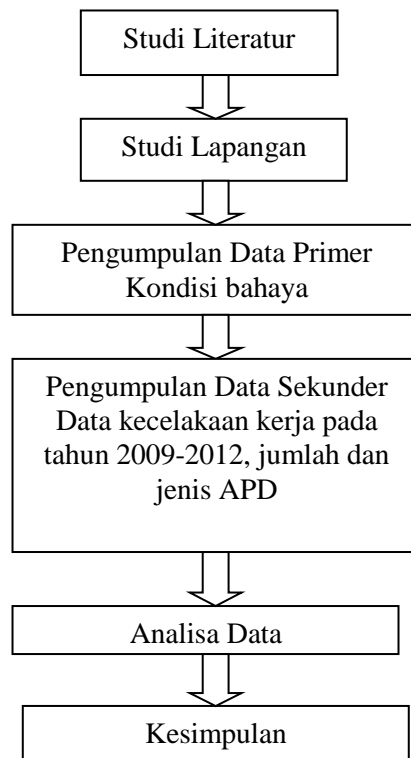 Studi Literatur
Studi Lapangan
Pengumpulan Data Primer
Kondisi bahaya
Pengumpulan Data Sekunder
Data kecelakaan kerja pada
tahun 2009-2012, jumlah dan
jenis APD
Analisa Data
Kesimpulan